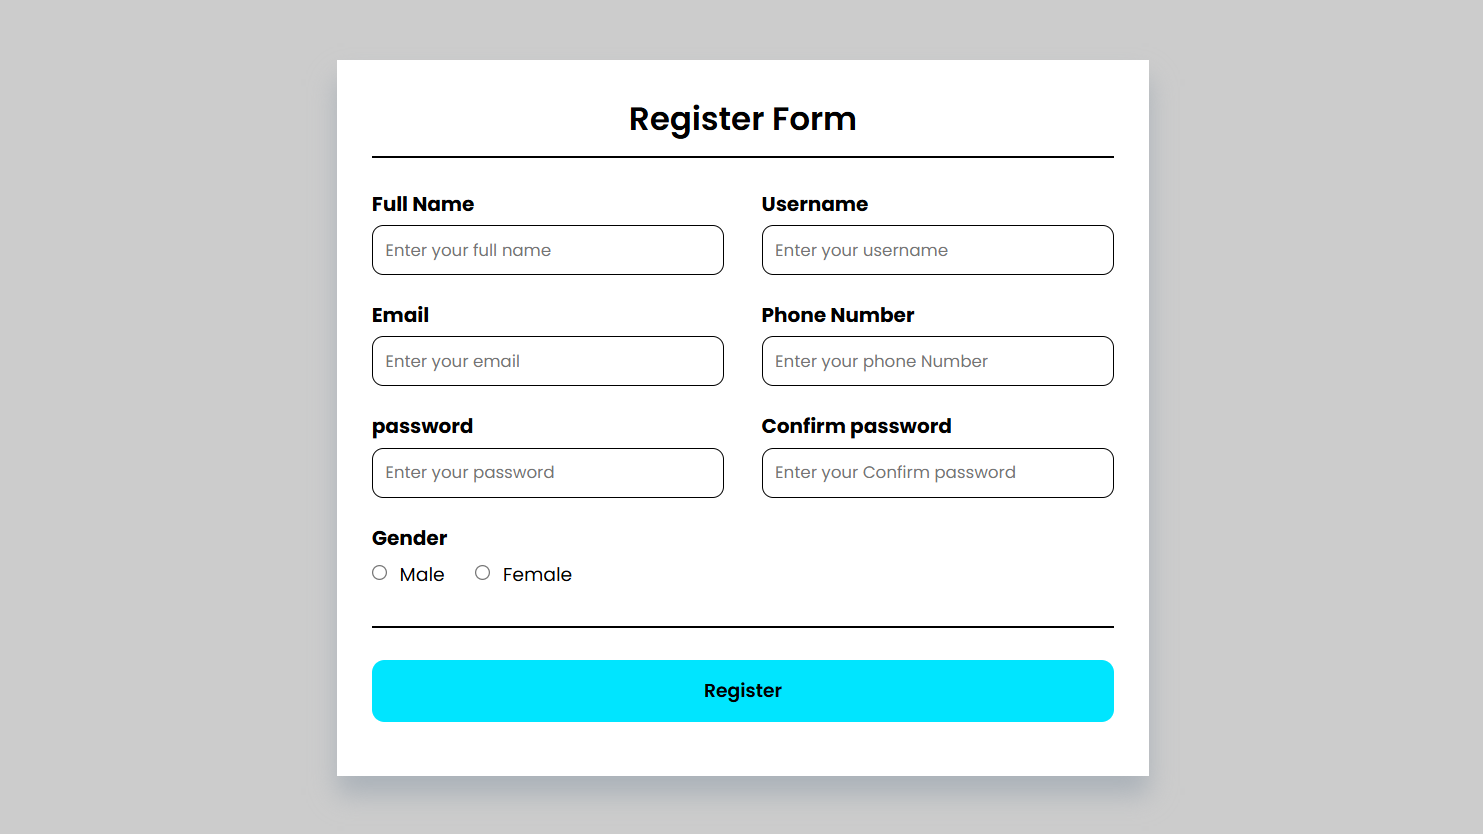 Register Form
Full Name
Username
Enter your full name
Enter your username
Email
Phone Number
Enter your email
Enter your phone Number
password
Confirm password
Enter your password
Enter your Confirm password
Gender
Male
Female
Register